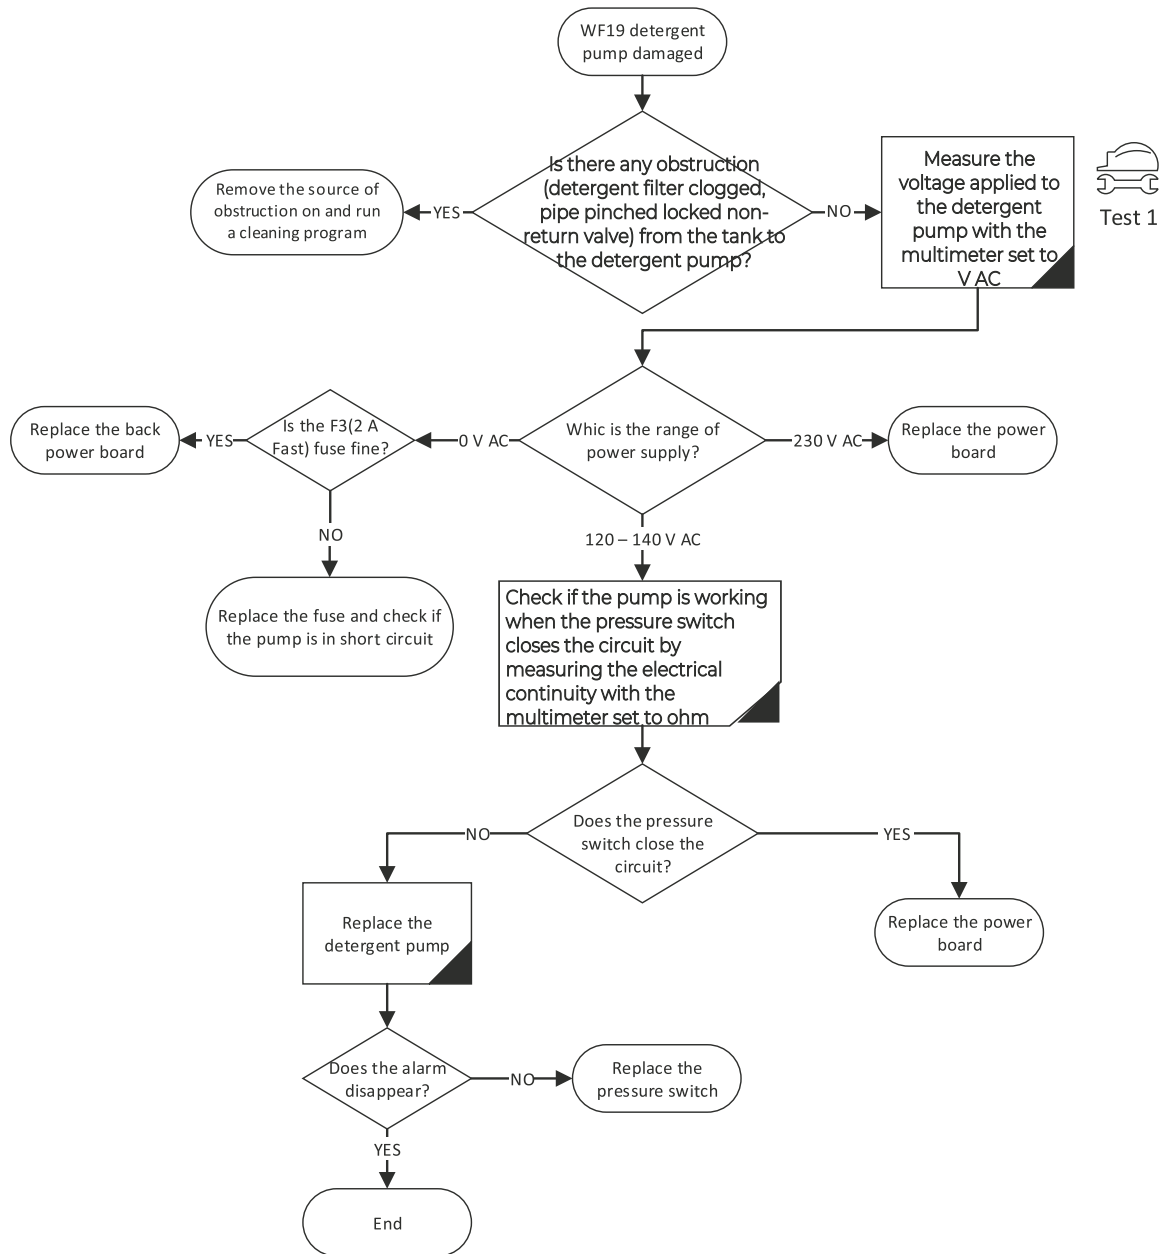 WF19 detergent
pump damaged
Is there any obstruction
(detergent filter clogged,
pipe pinched locked non-
return valve) from the tank to
the detergent pump?
YES
Remove the source of
obstruction on and run
a cleaning program
NO
Measure the
voltage applied to
the detergent
pump with the
multimeter set to
V AC
Test 1
Whic is the range of
power supply?
0 V AC
Is the F3(2 A
Fast) fuse fine?
YES
Replace the back
power board
NO
Replace the fuse and check if
the pump is in short circuit
230 V AC
Replace the power
board
120 – 140 V AC
Check if the pump is working
when the pressure switch
closes the circuit by
measuring the electrical
continuity with the
multimeter set to ohm
Does the pressure
switch close the
circuit?
NO
YES
Replace the power
board
Replace the
detergent pump
Does the alarm
disappear?
NO
Replace the
pressure switch
YES
End